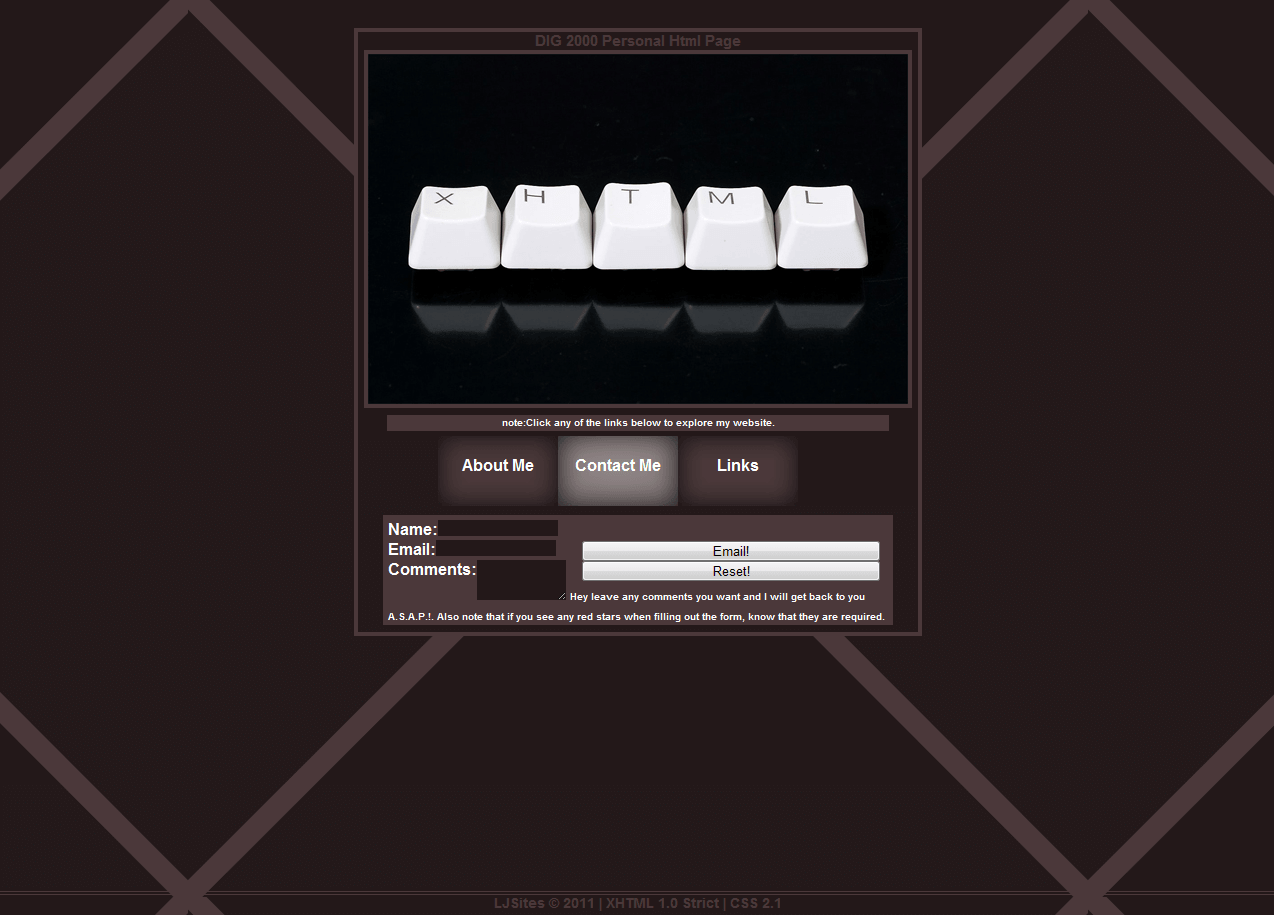 DIG 2000 Personal Html Page
X H T M L
note:Click any of the links below to explore my website.
About Me Contact Me Links
Name:
Email: Email!
Comments: Reset!
Hey leave any comments you want and I will get back to you
A.S.A.P.!. Also note that if you see any red stars when filling out the form, know that they are required.
LJSites © 2011 | XHTML 1.0 Strict | CSS 2.1